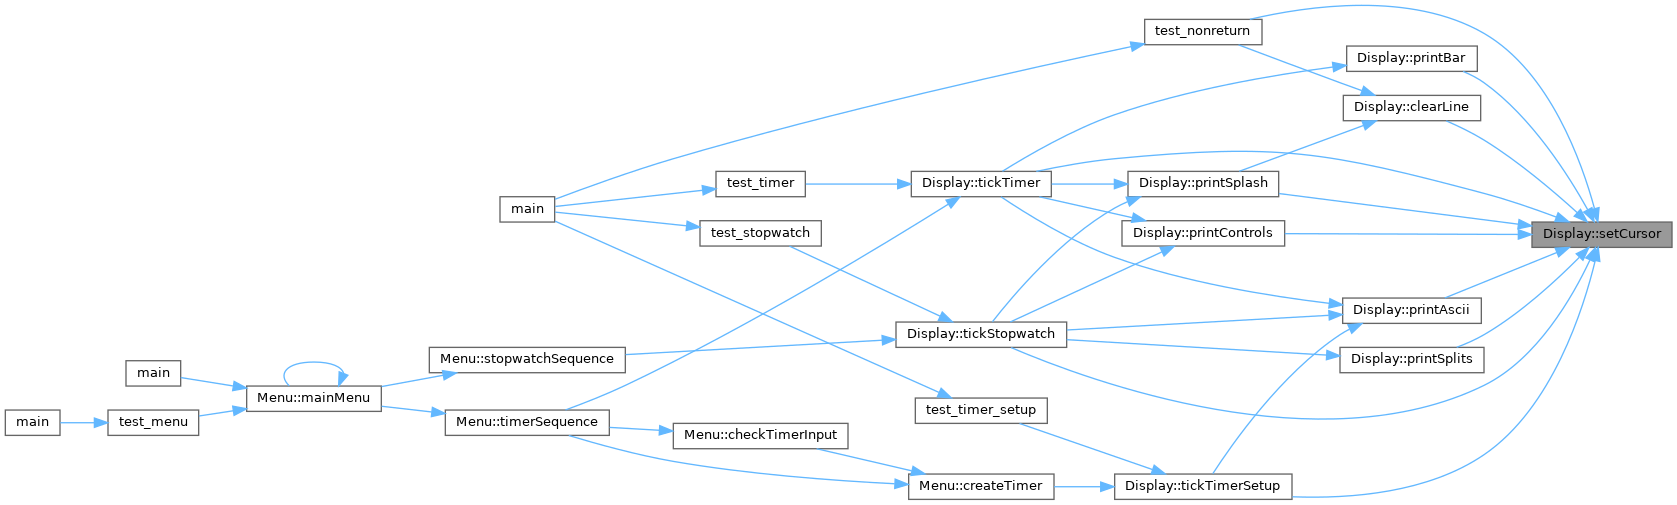 test_nonreturn
Display::printBar
Display::clearLine
test_timer
Display::tickTimer
Display::printSplash
main
test_stopwatch
Display::printControls
Display::setCursor
Display::printAscii
Display::tickStopwatch
Menu::stopwatchSequence
Display::printSplits
main
Menu::mainMenu
test_timer_setup
main
test_menu
Menu::timerSequence
Menu::checkTimerInput
Menu::createTimer
Display::tickTimerSetup